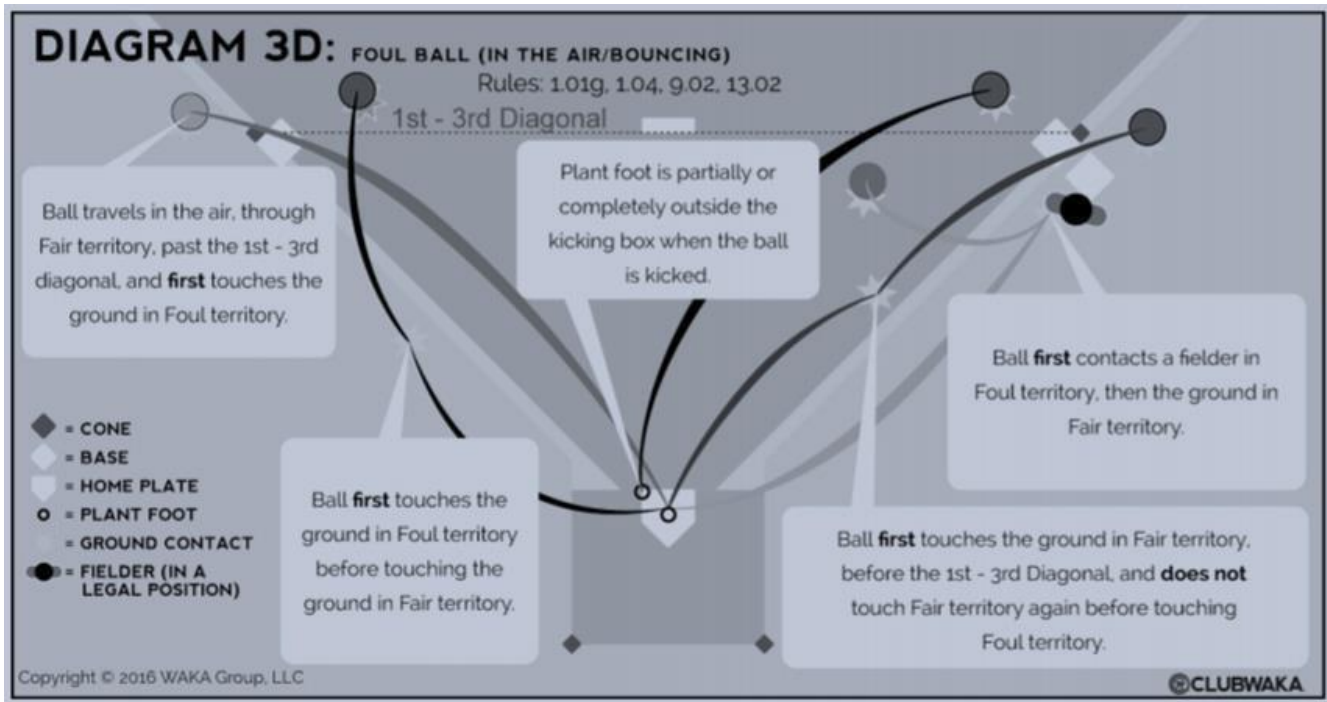 DIAGRAM 3D: FOUL BALL (IN THE AIR/BOUNCING)
Rules: 1.01g, 1.04, 9.02, 13.02
1st - 3rd Diagonal
Ball travels in the air, through
Fair territory, past the 1st - 3rd
diagonal, and first touches the
ground in Foul territory.
Plant foot is partially or
completely outside the
kicking box when the ball
is kicked.
Ball first contacts a fielder in
Foul territory, then the ground in
Fair territory.
= CONE
= BASE
= HOME PLATE
= PLANT FOOT
= GROUND CONTACT
= FIELDER (IN A
LEGAL POSITION)
Ball first touches the
ground in Foul territory
before touching the
ground in Fair territory.
Ball first touches the ground in Fair territory,
before the 1st - 3rd Diagonal, and does not
touch Fair territory again before touching
Foul territory.
Copyright © 2016 WAKA Group, LLC
CLUBWAKA